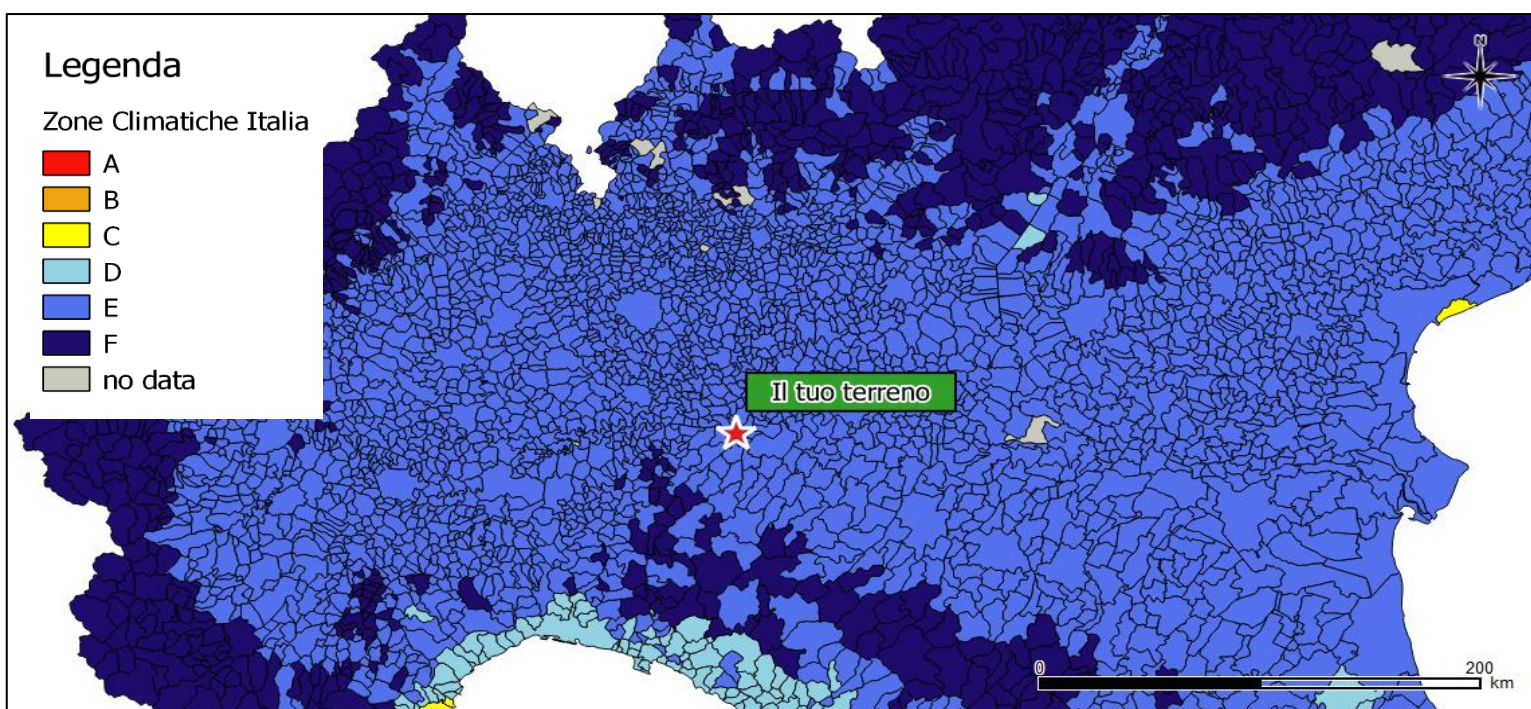 Legenda
Zone Climatiche Italia
A
B
C
D
E
F
no data
N
Il tuo terreno
0
200
km